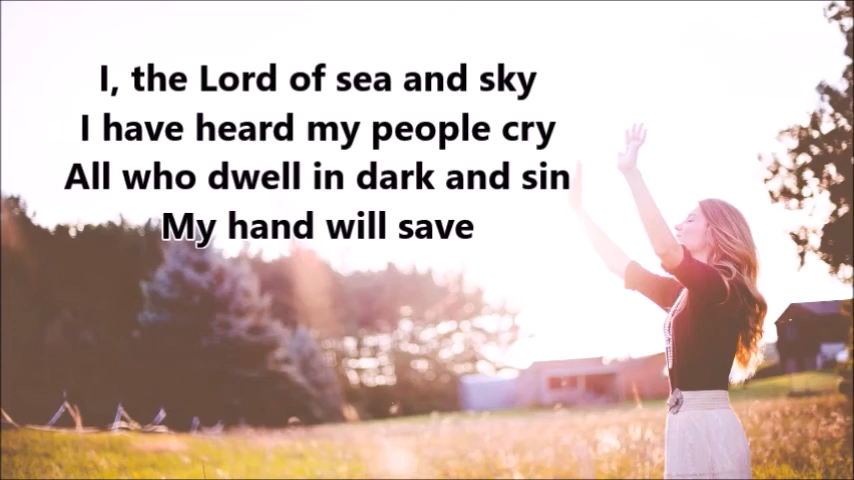 I, the Lord of sea and sky
I have heard my people cry
All who dwell in dark and sin
My hand will save